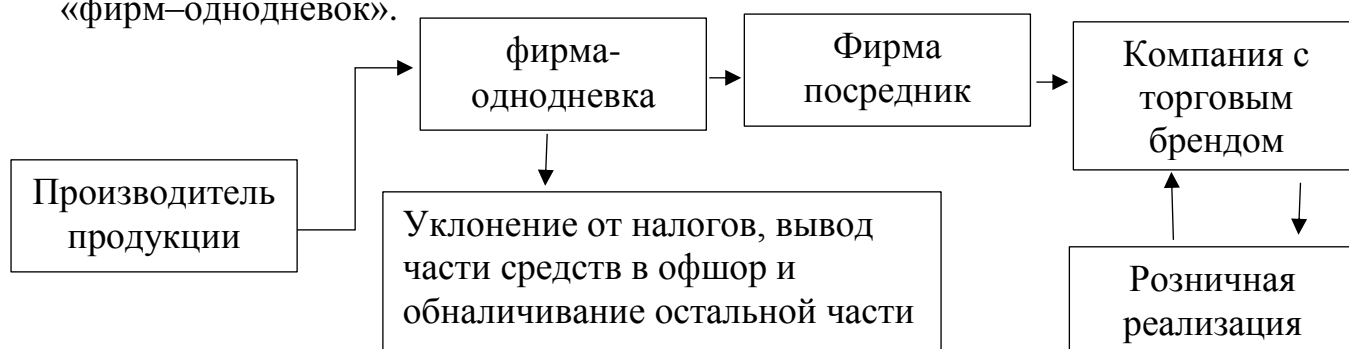 «фирм–однодневок».
фирма-
однодневка
Фирма
посредник
Компания с
торговым
брендом
Производитель
продукции
Уклонение от налогов, вывод
части средств в офшор и
обналичивание остальной части
Розничная
реализация